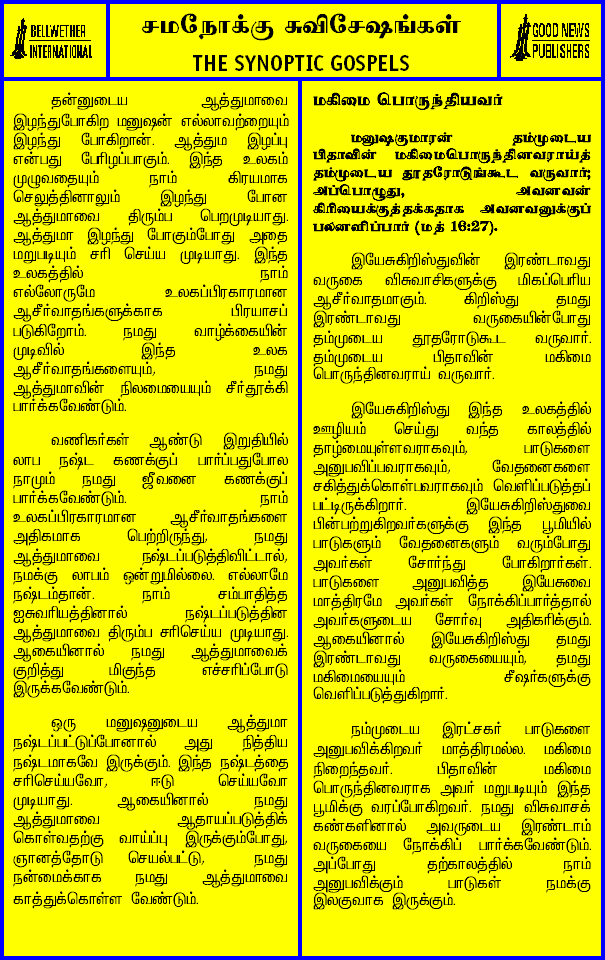 BELLWETHER
INTERNATIONAL
சமநோக்கு சுவிசேஷங்கள்
THE SYNOPTIC GOSPELS
GOOD NEWS
PUBLISHERS
தன்னுடைய ஆத்துமாவை
இழந்துபோகிற மனுஷன் எல்லாவற்றையும்
இழந்து போகிறான். ஆத்தும இழப்பு
என்பது பேரிழப்பாகும். இந்த உலகம்
முழுவதையும் நாம் கிரயமாக
செலுத்தினாலும் இழந்து போன
ஆத்துமாவை திரும்ப பெறமுடியாது.
ஆத்துமா இழந்து போகும்போது அதை
மறுபடியும் சரி செய்ய முடியாது. இந்த
உலகத்தில் நாம்
எல்லோருமே உலகப்பிரகாரமான
ஆசீர்வாதங்களுக்காக பிரயாசப்
படுகிறோம். நமது வாழ்க்கையின்
முடிவில் இந்த உலக
ஆசீர்வாதங்களையும், நமது
ஆத்துமாவின் நிலமையையும் சீர்தூக்கி
பார்க்கவேண்டும்.
வணிகர்கள் ஆண்டு இறுதியில்
லாப நஷ்ட கணக்குப் பார்ப்பதுபோல
நாமும் நமது ஜீவனை கணக்குப்
பார்க்கவேண்டும். நாம்
உலகப்பிரகாரமான ஆசீர்வாதங்களை
அதிகமாக பெற்றிருந்து, நமது
ஆத்துமாவை நஷ்டப்படுத்திவிட்டால்,
நமக்கு லாபம் ஒன்றுமில்லை. எல்லாமே
நஷ்டம்தான். நாம் சம்பாதித்த
ஐசுவரியத்தினால் நஷ்டப்படுத்தின
ஆத்துமாவை திரும்ப சரிசெய்ய முடியாது.
ஆகையினால் நமது ஆத்துமாவைக்
குறித்து மிகுந்த எச்சரிப்போடு
இருக்கவேண்டும்.
ஒரு மனுஷனுடைய ஆத்துமா
நஷ்டப்பட்டுப்போனால் அது நித்திய
நஷ்டமாகவே இருக்கும். இந்த நஷ்டத்தை
சரிசெய்யவோ, ஈடு செய்யவோ
முடியாது. ஆகையினால் நமது
ஆத்துமாவை ஆதாயப்படுத்திக்
கொள்வதற்கு வாய்ப்பு இருக்கும்போது,
ஞானத்தோடு செயல்பட்டு, நமது
நன்மைக்காக நமது ஆத்துமாவை
காத்துக்கொள்ள வேண்டும்.
மகிமை பொருந்தியவர்
மனுஷகுமாரன் தம்முடைய
பிதாவின் மகிமைபொருந்தினவராய்த்
தம்முடைய தூதரோடுங்கூட வருவார்;
அப்பொழுது, அவனவன்
கிரியைக்குத்தக்கதாக அவனவனுக்குப்
பலனளிப்பார் (மத் 16:27).
இயேசுகிறிஸ்துவின் இரண்டாவது
வருகை விசுவாசிகளுக்கு மிகப்பெரிய
ஆசீர்வாதமாகும். கிறிஸ்து தமது
இரண்டாவது வருகையின்போது
தம்முடைய தூதரோடுகூட வருவார்.
தம்முடைய பிதாவின் மகிமை
பொருந்தினவராய் வருவார்.
இயேசுகிறிஸ்து இந்த உலகத்தில்
ஊழியம் செய்து வந்த காலத்தில்
தாழ்மையுள்ளவராகவும், பாடுகளை
அனுபவிப்பவராகவும், வேதனைகளை
சகித்துக்கொள்பவராகவும் வெளிப்படுத்தப்
பட்டிருக்கிறார். இயேசுகிறிஸ்துவை
பின்பற்றுகிறவர்களுக்கு இந்த பூமியில்
பாடுகளும் வேதனைகளும் வரும்போது
அவர்கள் சோர்ந்து போகிறார்கள்.
பாடுகளை அனுபவித்த இயேசுவை
மாத்திரமே அவர்கள் நோக்கிப்பார்த்தால்
அவர்களுடைய சோர்வு அதிகரிக்கும்.
ஆகையினால் இயேசுகிறிஸ்து தமது
இரண்டாவது வருகையையும், தமது
மகிமையையும் சீஷர்களுக்கு
வெளிப்படுத்துகிறார்.
நம்முடைய இரட்சகர் பாடுகளை
அனுபவிக்கிறவர் மாத்திரமல்ல. மகிமை
நிறைந்தவர். பிதாவின் மகிமை
பொருந்தினவராக அவர் மறுபடியும் இந்த
பூமிக்கு வரப்போகிறவர். நமது விசுவாசக்
கண்களினால் அவருடைய இரண்டாம்
வருகையை நோக்கிப் பார்க்கவேண்டும்.
அப்போது தற்காலத்தில் நாம்
அனுபவிக்கும் பாடுகள் நமக்கு
இலகுவாக இருக்கும்.